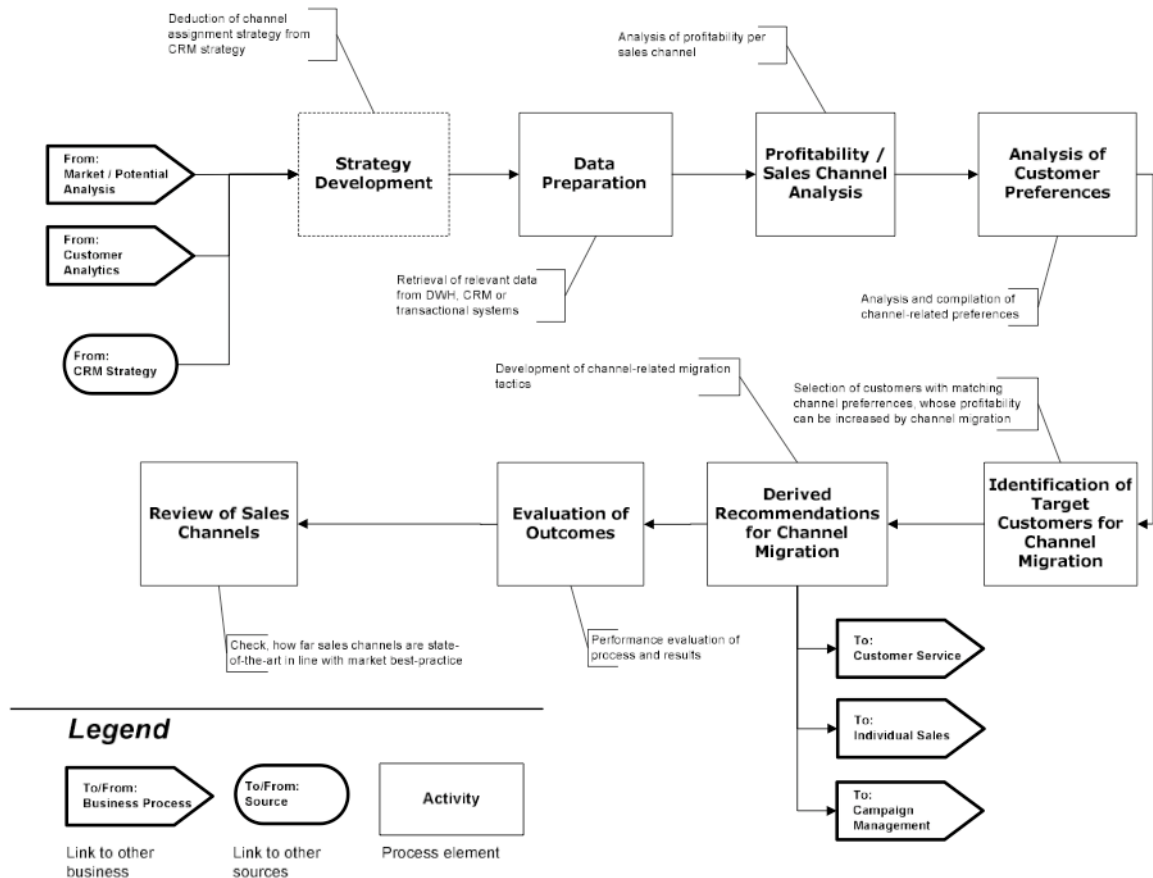 Deduction of channel
assignment strategy from
CRM strategy
Analysis of profitability per
sales channel
From:
Market / Potential
Analysis
From:
Customer
Analytics
From:
CRM Strategy
Strategy
Development
Data
Preparation
Profitability /
Sales Channel
Analysis
Analysis of
Customer
Preferences
Retrieval of relevant data
from DWH, CRM or
transactional systems
Analysis and compilation of
channel-related preferences
Development of channel-related migration
tactics
Selection of customers with matching
channel preferrences, whose profitability
can be increased by channel migration
Review of Sales
Channels
Evaluation of
Outcomes
Derived
Recommendations
for Channel
Migration
Identification of
Target
Customers for
Channel
Migration
Check, how far sales channels are state-
of-the-art in line with market best-practice
Performance evaluation of
process and results
To:
Customer Service
To:
Individual Sales
To:
Campaign
Management
Legend
To/From:
Business Process
To/From:
Source
Activity
Link to other
business
Link to other
sources
Process element